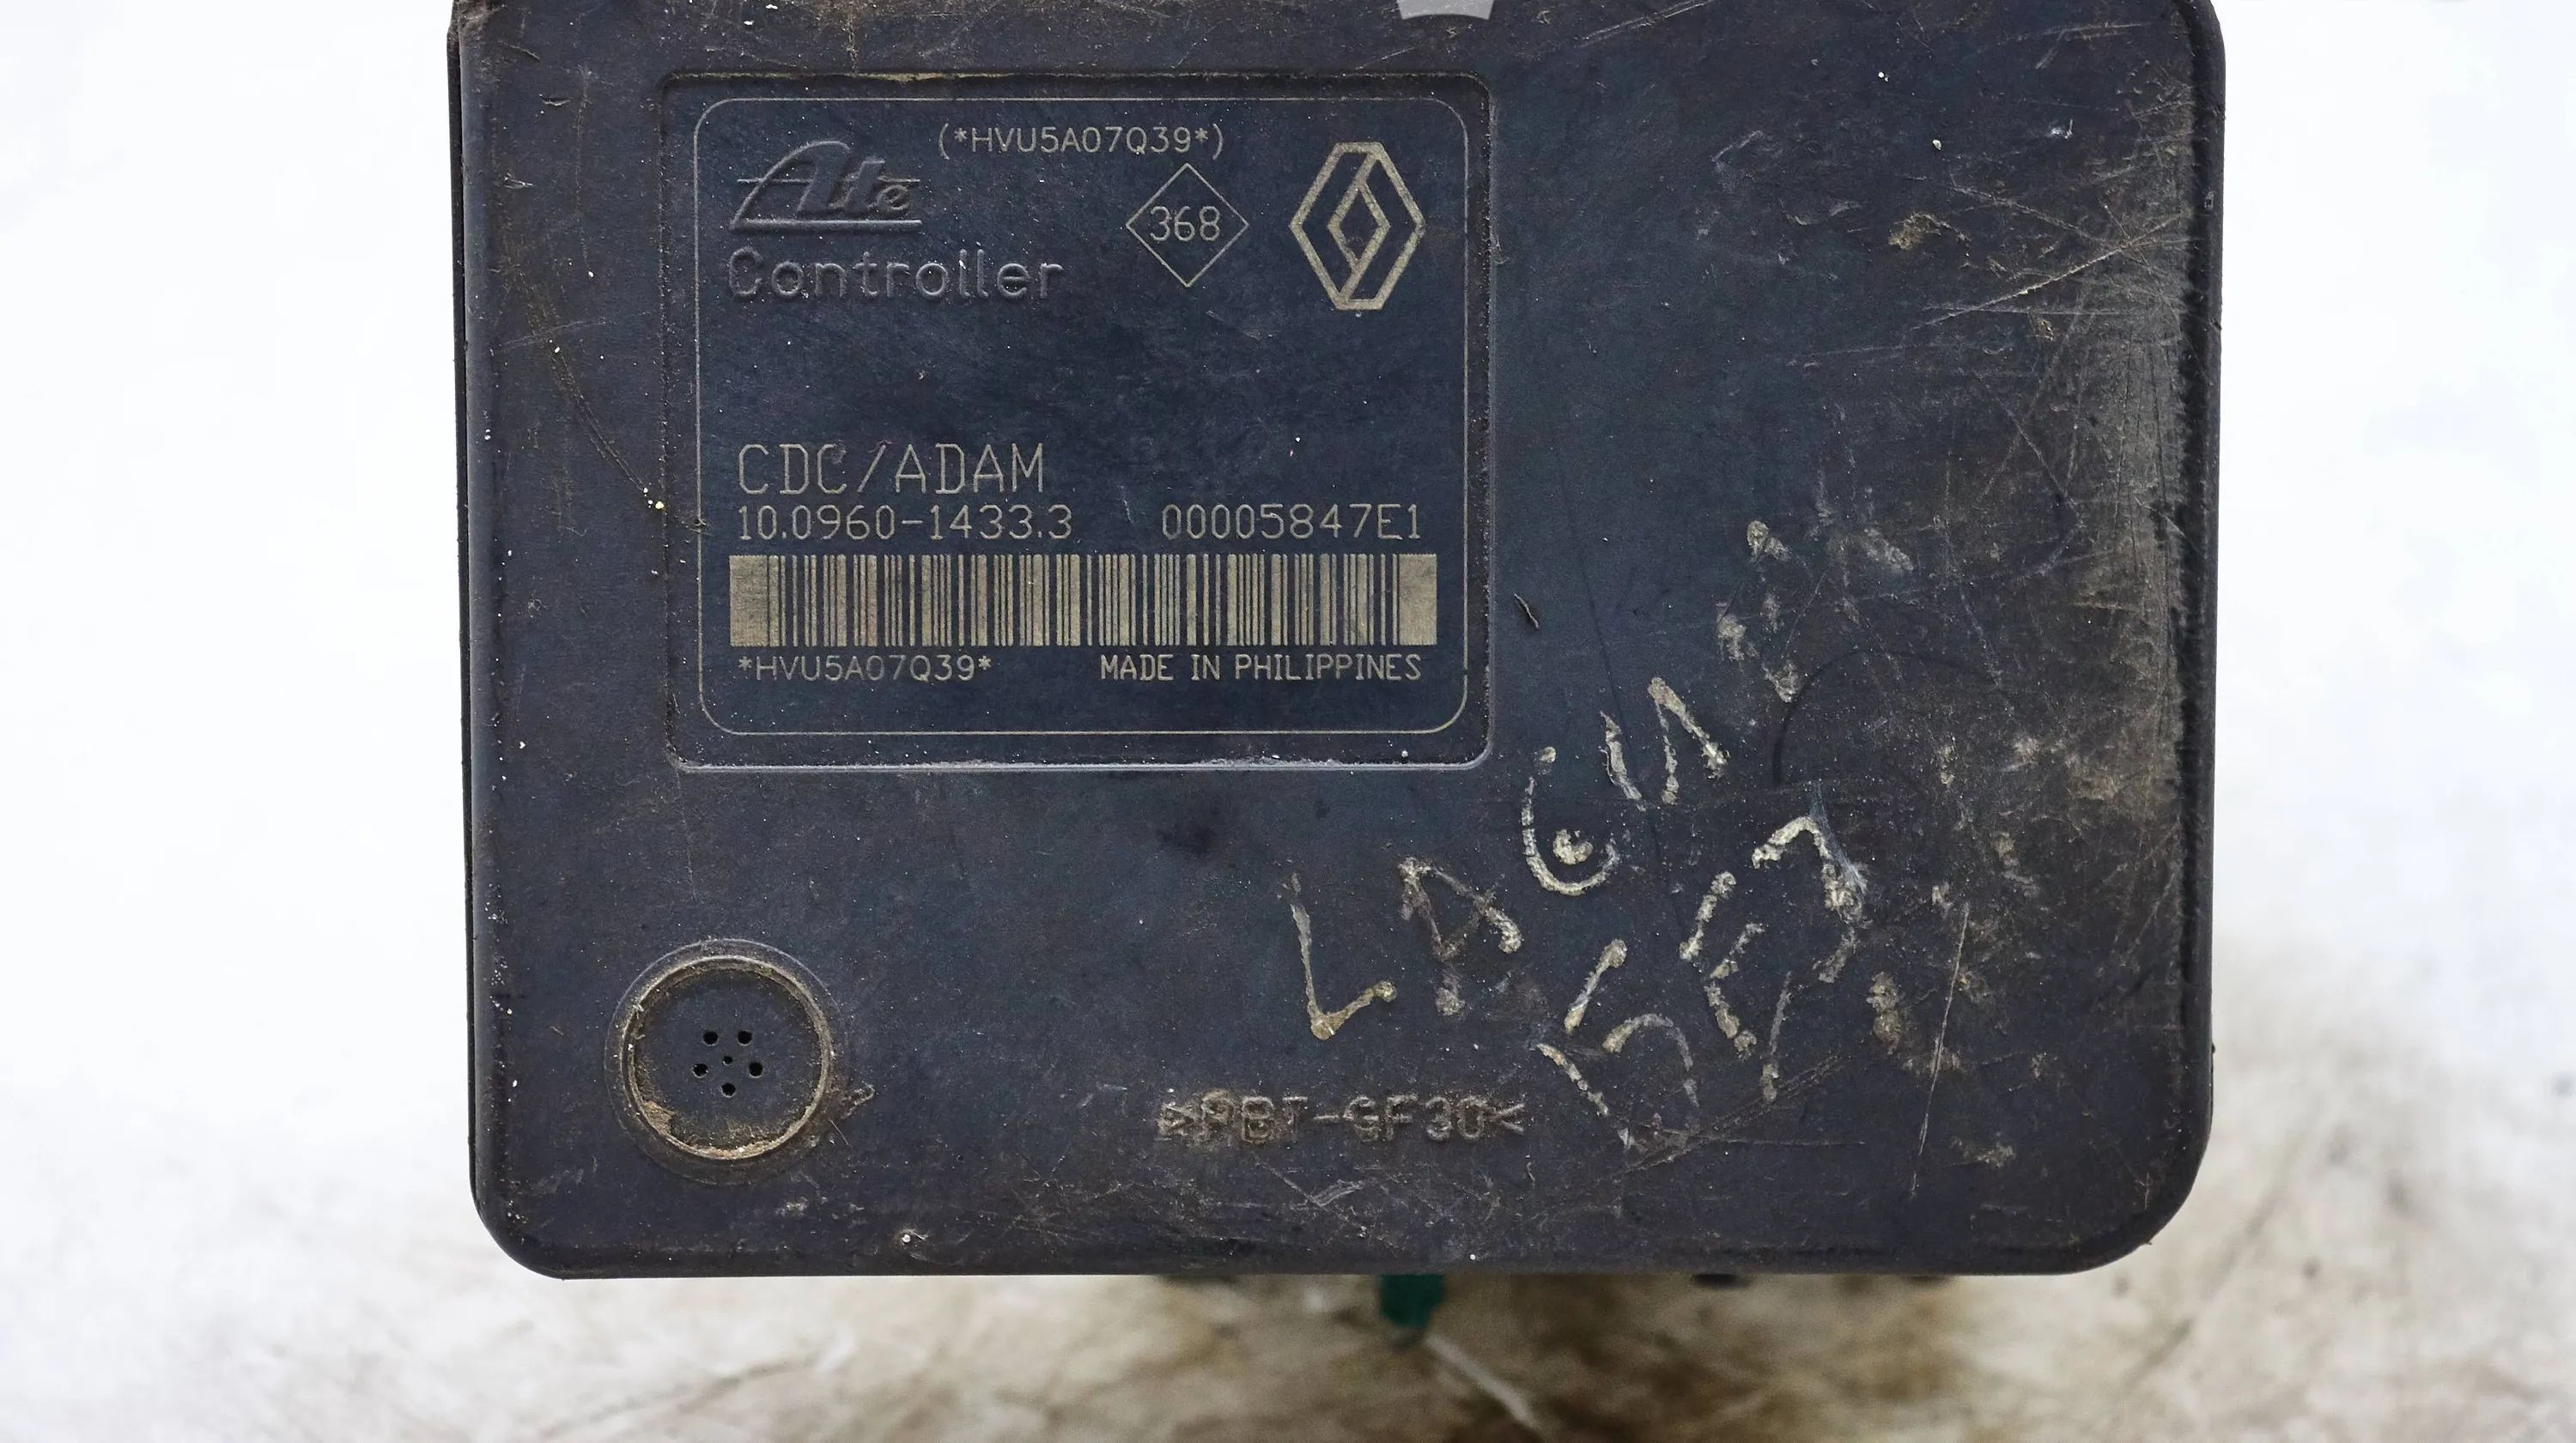 (*HVU5A07Q39*)
Ate
368
Controller
CDC/ADAM
10.0960-1433.3 00005847E1
*HVU5A07Q39* MADE IN PHILIPPINES
>PBT-GF30<